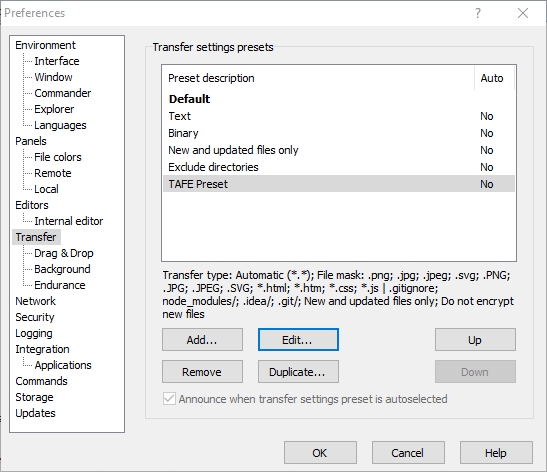 Preferences
?
Environment
Interface
Window
Commander
Explorer
Languages
Panels
File colors
Remote
Local
Editors
Internal editor
Transfer
Drag & Drop
Background
Endurance
Network
Security
Logging
Integration
Applications
Commands
Storage
Updates
Transfer settings presets
Preset description Auto
Default
Text No
Binary No
New and updated files only No
Exclude directories No
TAFE Preset No
Transfer type: Automatic (*.*); File mask: .png; .jpg; .jpeg; .svg; .PNG;
.JPG; .JPEG; .SVG; *.html; *.htm; *.css; *.js | .gitignore;
node_modules/; .idea/; .git/; New and updated files only; Do not encrypt
new files
Add... Edit... Up
Remove Duplicate... Down
Announce when transfer settings preset is autoselected
OK Cancel Help